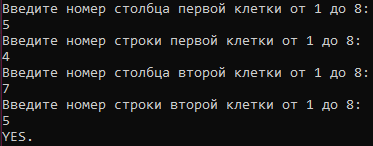 Введите номер столбца первой клетки от 1 до 8:
5
Введите номер строки первой клетки от 1 до 8:
4
Введите номер столбца второй клетки от 1 до 8:
7
Введите номер строки второй клетки от 1 до 8:
5
YES.